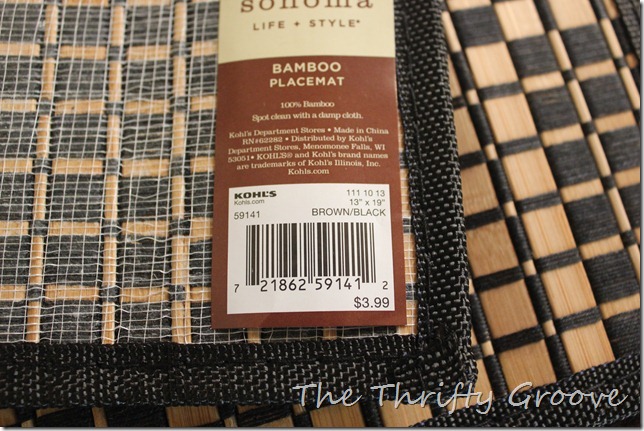 sonoma
LIFE + STYLE®
BAMBOO
PLACEMAT
100% Bamboo
Spot clean with a damp cloth.
Kohl's Department Stores • Made in China
RN#62282 • Distributed by Kohl's
Department Stores, Menomonee Falls, WI
53051 • KOHLS® and Kohl's brand names
are trademarks of Kohl's Illinois, Inc.
Kohls.com
KOHL'S 111 10 13
Kohls.com 13" x 19"
59141 BROWN/BLACK
7 21862 59141 2
$3.99
The Thrifty Groove